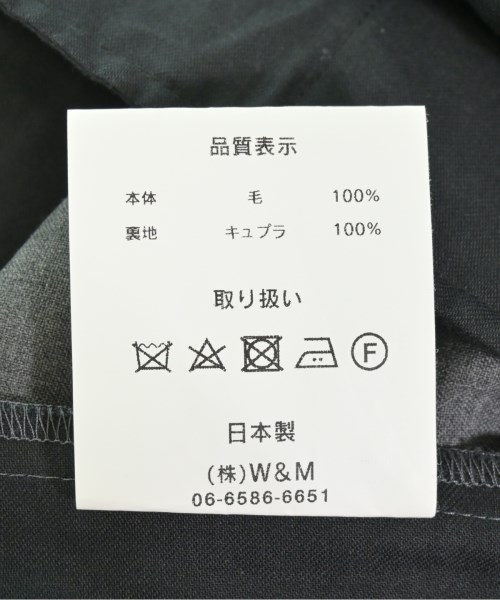 品質表示
本体 毛 100%
裏地 キュプラ 100%
取り扱い
F
日本製
(株)W&M
06-6586-6651